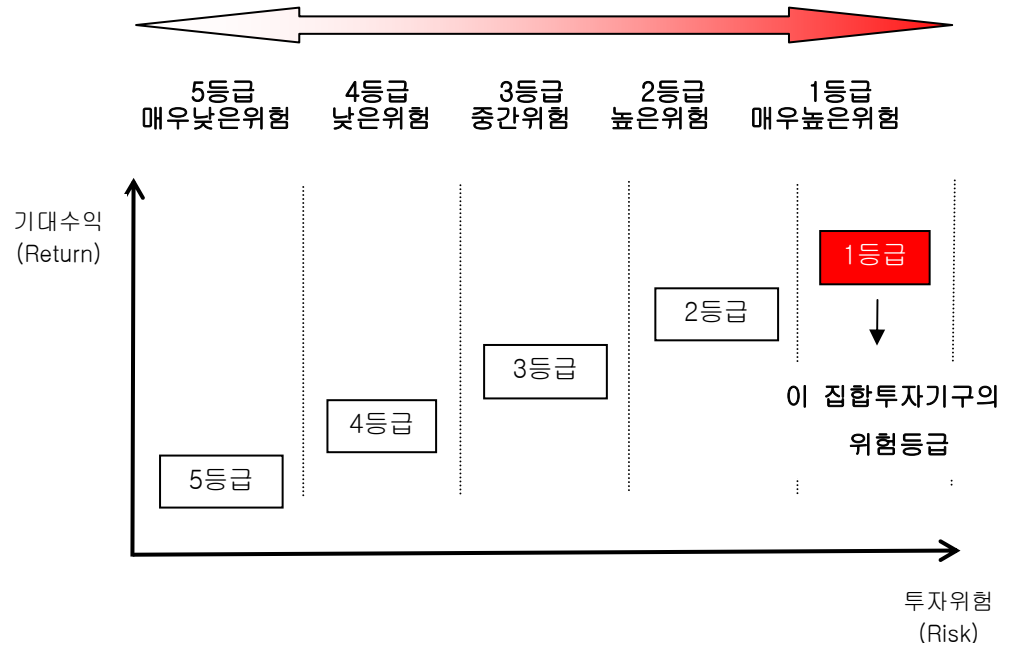 5등급 4등급 3등급 2등급 1등급
매우낮은위험 낮은위험 중간위험 높은위험 매우높은위험
기대수익
(Return)
1등급
2등급
3등급
4등급
5등급
이 집합투자기구의
위험등급
투자위험
(Risk)